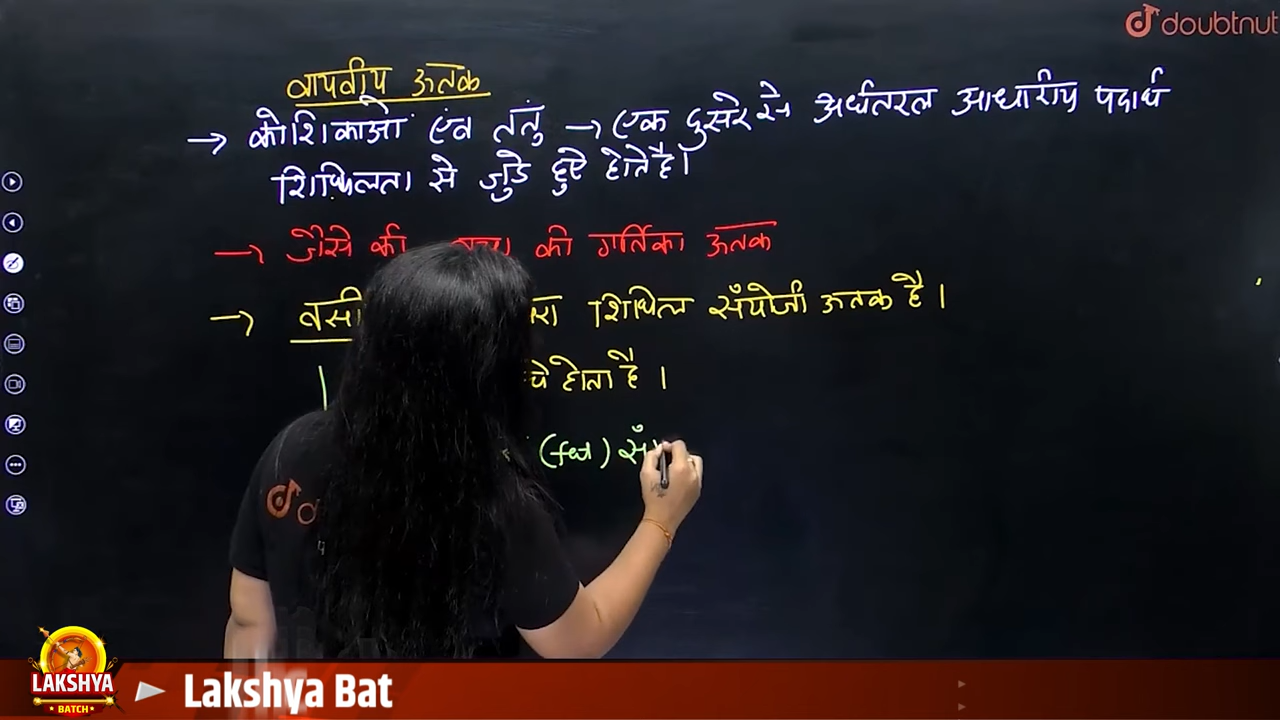 doubtnut
वायवीय ऊतक
→ कोशिकाओं एंव तंतु → एक दुसरे से अर्धतरल आधारीय पदार्थ
शिथिलता से जुडे हुऐ होते है।
→ जैसे की त्वचा की गर्तिका ऊतक
→ वसी रा शिथिल सँयोजी ऊतक है।
चे होता है।
(fat) सँ
LAKSHYA
BATCH
Lakshya Bat